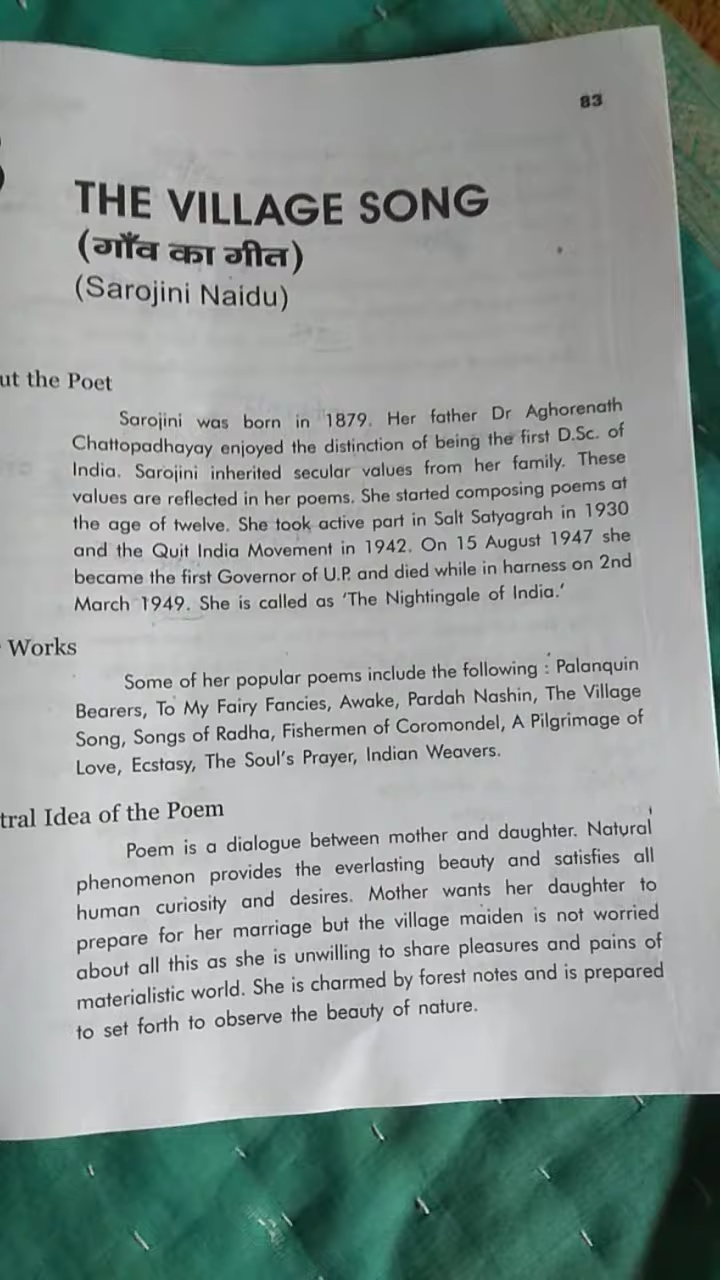 83
THE VILLAGE SONG
(गाँव का गीत)
(Sarojini Naidu)
ut the Poet
Sarojini was born in 1879. Her father Dr Aghorenath
Chattopadhayay enjoyed the distinction of being the first D.Sc. of
India. Sarojini inherited secular values from her family. These
values are reflected in her poems. She started composing poems at
the age of twelve. She took active part in Salt Satyagrah in 1930
and the Quit India Movement in 1942. On 15 August 1947 she
became the first Governor of U.P. and died while in harness on 2nd
March 1949. She is called as 'The Nightingale of India.'
Works
Some of her popular poems include the following : Palanquin
Bearers, To My Fairy Fancies, Awake, Pardah Nashin, The Village
Song, Songs of Radha, Fishermen of Coromondel, A Pilgrimage of
Love, Ecstasy, The Soul's Prayer, Indian Weavers.
tral Idea of the Poem
Poem is a dialogue between mother and daughter. Natural
phenomenon provides the everlasting beauty and satisfies all
human curiosity and desires. Mother wants her daughter to
prepare for her marriage but the village maiden is not worried
about all this as she is unwilling to share pleasures and pains of
materialistic world. She is charmed by forest notes and is prepared
to set forth to observe the beauty of nature.